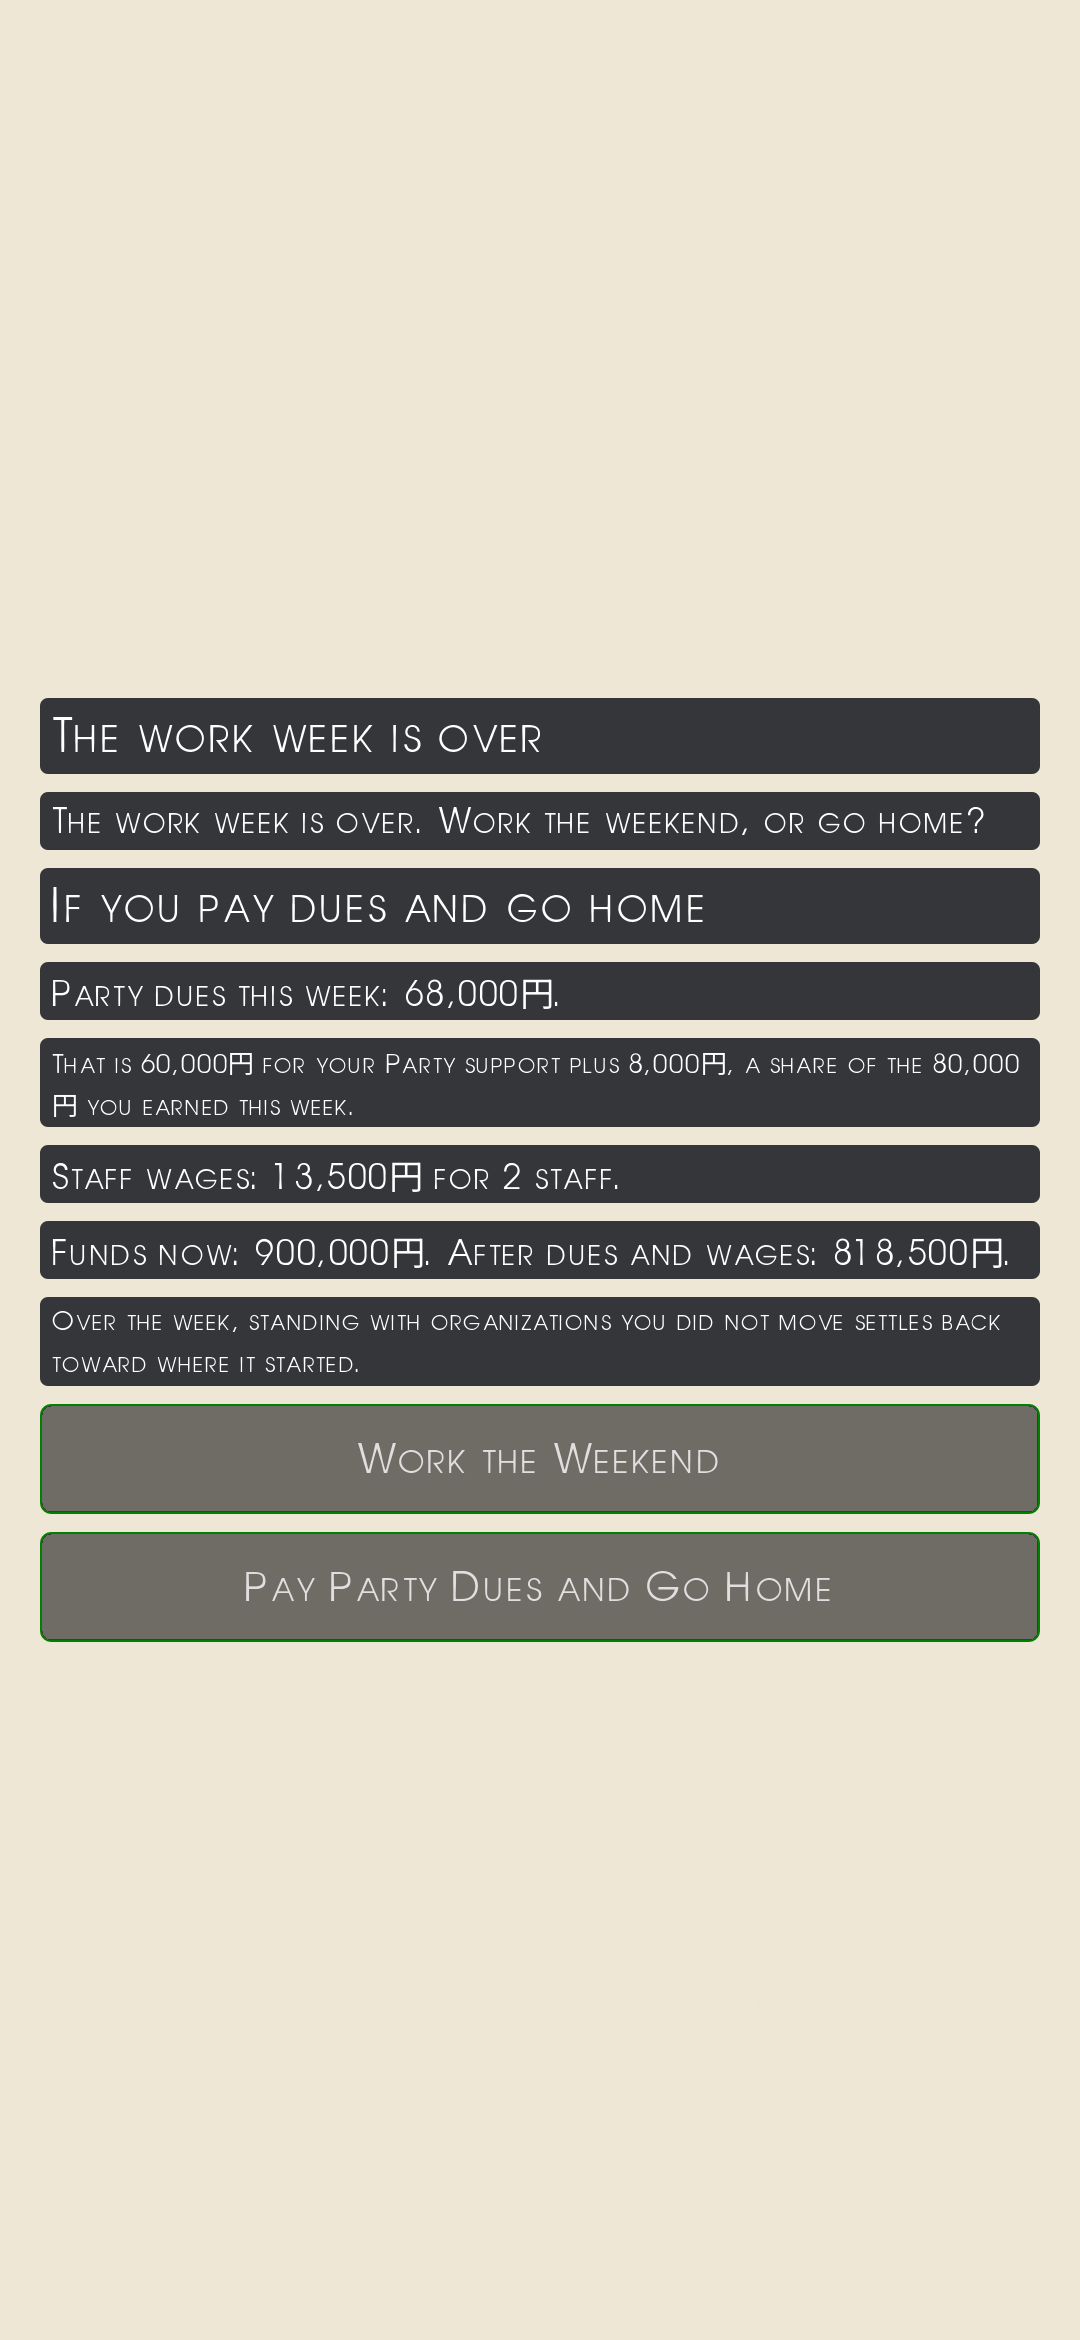 The work week is over
The work week is over. Work the weekend, or go home?
If you pay dues and go home
Party dues this week: 68,000円.
That is 60,000円 for your Party support plus 8,000円, a share of the 80,000
円 you earned this week.
Staff wages: 13,500円 for 2 staff.
Funds now: 900,000円. After dues and wages: 818,500円.
Over the week, standing with organizations you did not move settles back
toward where it started.
Work the Weekend
Pay Party Dues and Go Home